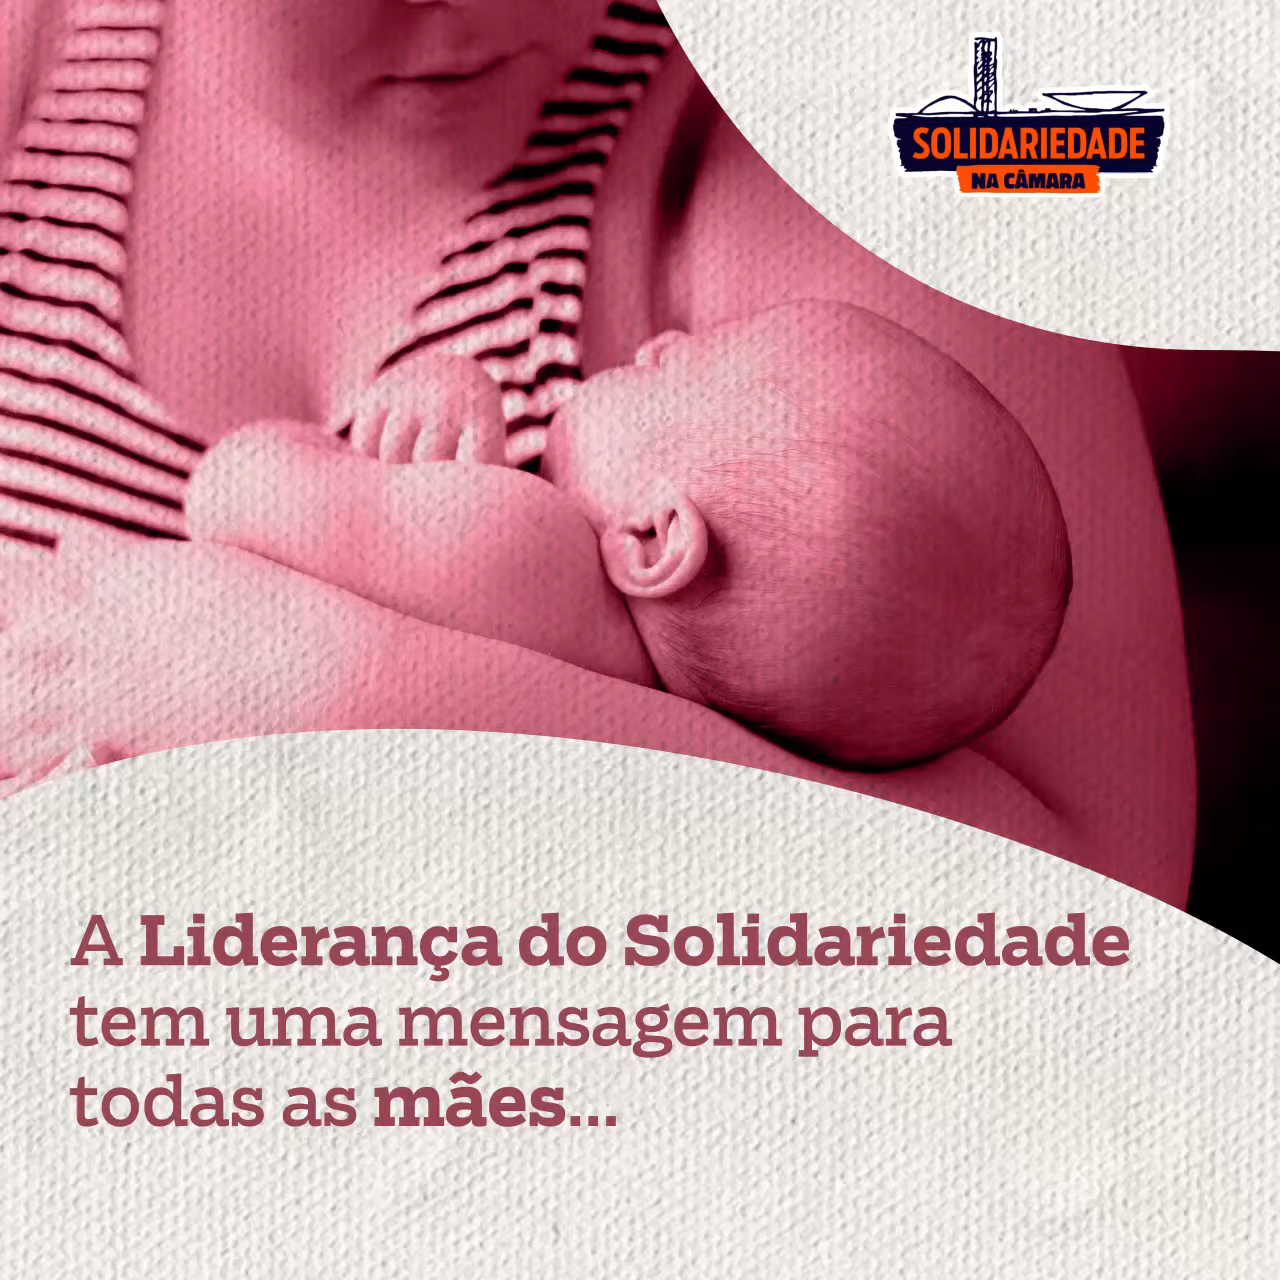 SOLIDARIEDADE
NA CÂMARA
A Liderança do Solidariedade
tem uma mensagem para
todas as mães...